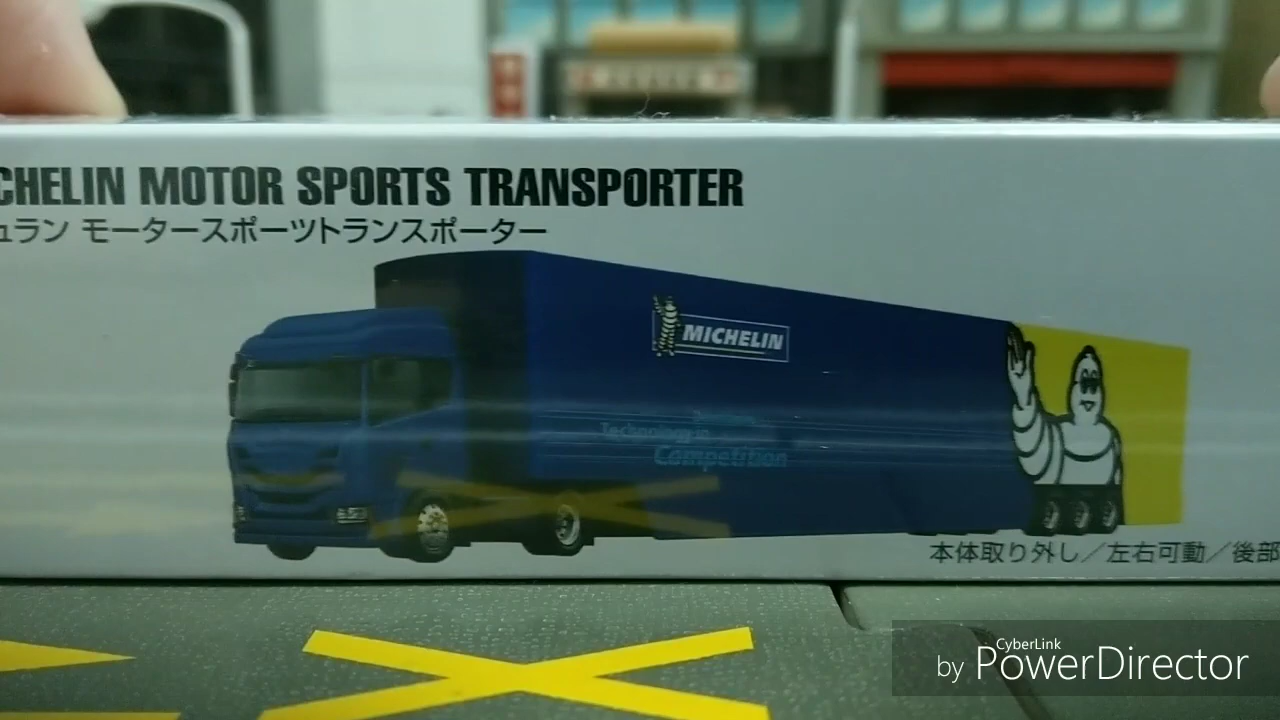 CHELIN MOTOR SPORTS TRANSPORTER
ュラン モータースポーツトランスポーター
MICHELIN
Technology in
Competition
本体取り外し／左右可動／後部
CyberLink
by PowerDirector